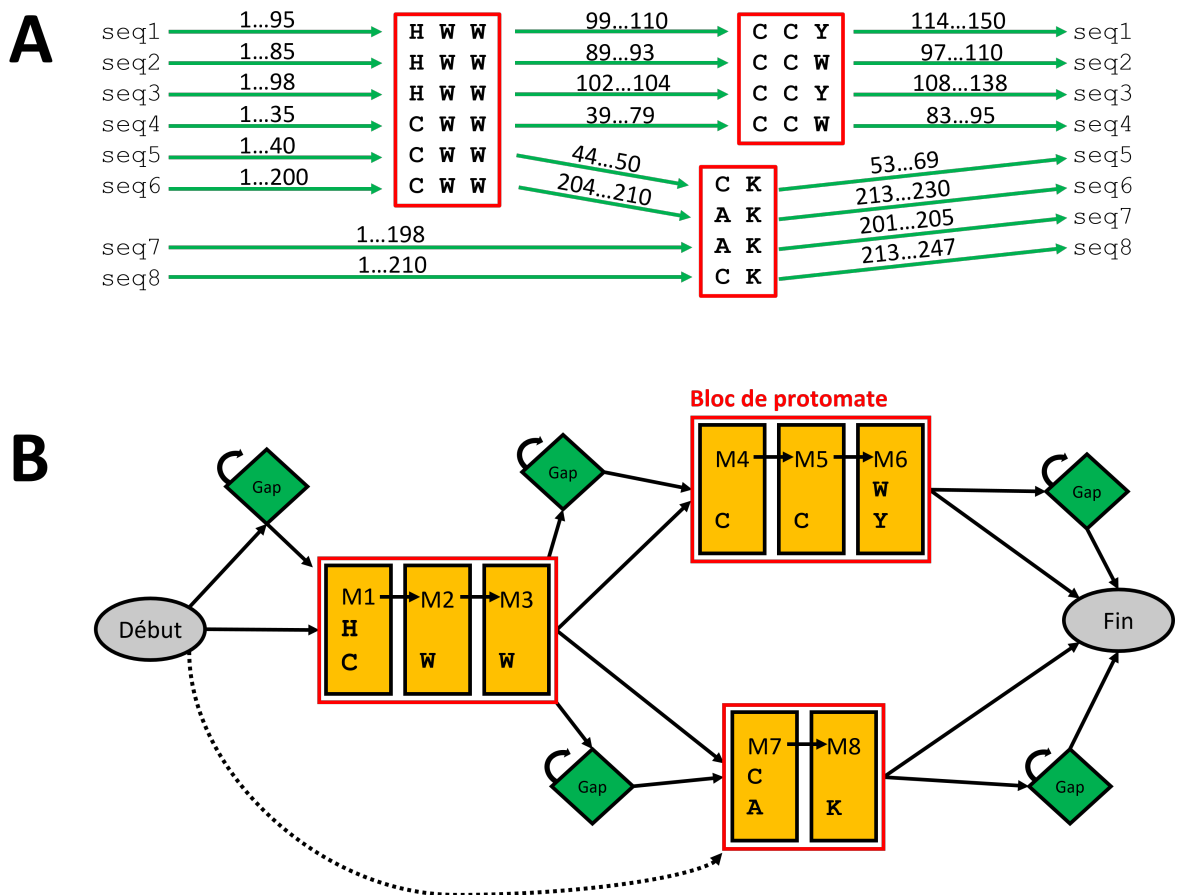 A
seq1 1...95 H W W 99...110 C C Y 114...150 seq1
seq2 1...85 H W W 89...93 C C W 97...110 seq2
seq3 1...98 H W W 102...104 C C Y 108...138 seq3
seq4 1...35 C W W 39...79 C C W 83...95 seq4
seq5 1...40 C W W 44...50 C K 53...69 seq5
seq6 1...200 C W W 204...210 A K 213...230 seq6
seq7 1...198 A K 201...205 seq7
seq8 1...210 C K 213...247 seq8
B
Bloc de protomate
Gap
Gap
M4 M5 M6
W
C C Y
Gap
Début
M1 M2 M3
H
C W W
Fin
Gap
M7 M8
C
A K
Gap